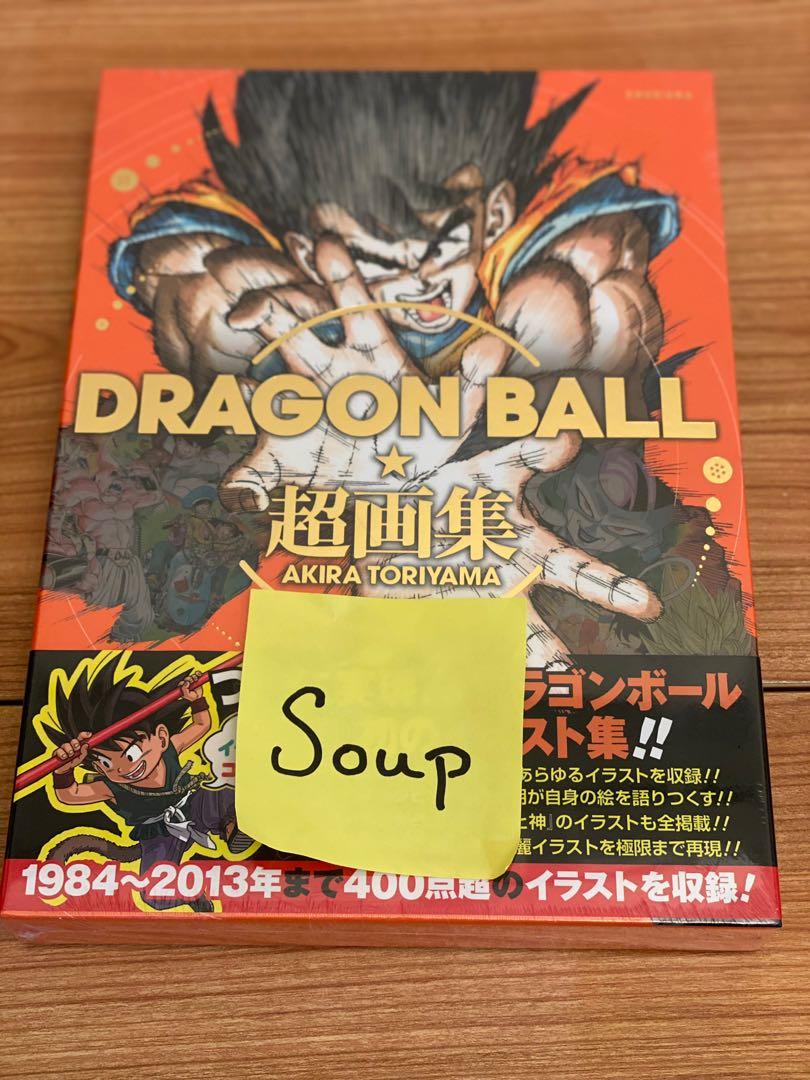 DRAGON BALL
超画集
AKIRA TORIYAMA
Soup
ラゴンボール
スト集!!
あらゆるイラストを収録!!
が自身の絵を語りつくす!!
神』のイラストも全掲載!!
麗イラストを極限まで再現!!
1984～2013年まで400点超のイラストを収録!